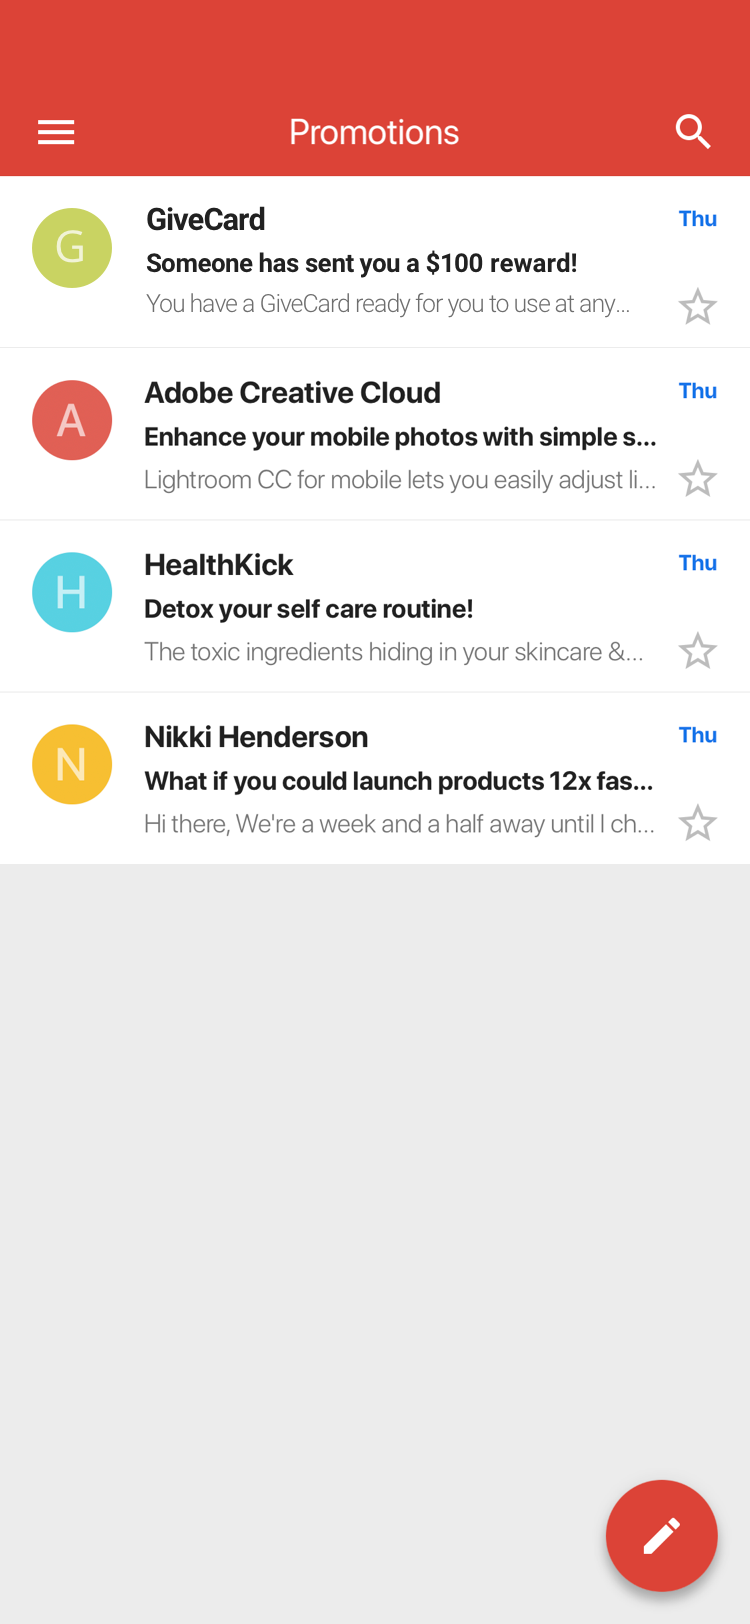 Promotions
G
GiveCard
Thu
Someone has sent you a $100 reward!
You have a GiveCard ready for you to use at any...
A
Adobe Creative Cloud
Thu
Enhance your mobile photos with simple s...
Lightroom CC for mobile lets you easily adjust li...
H
HealthKick
Thu
Detox your self care routine!
The toxic ingredients hiding in your skincare &...
N
Nikki Henderson
Thu
What if you could launch products 12x fas...
Hi there, We're a week and a half away until I ch...